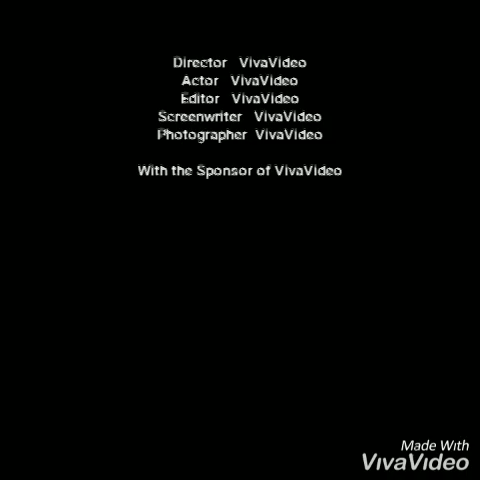 Director VivaVideo
Actor VivaVideo
Editor VivaVideo
Screenwriter VivaVideo
Photographer VivaVideo
With the Sponsor of VivaVideo
Made With
VivaVideo